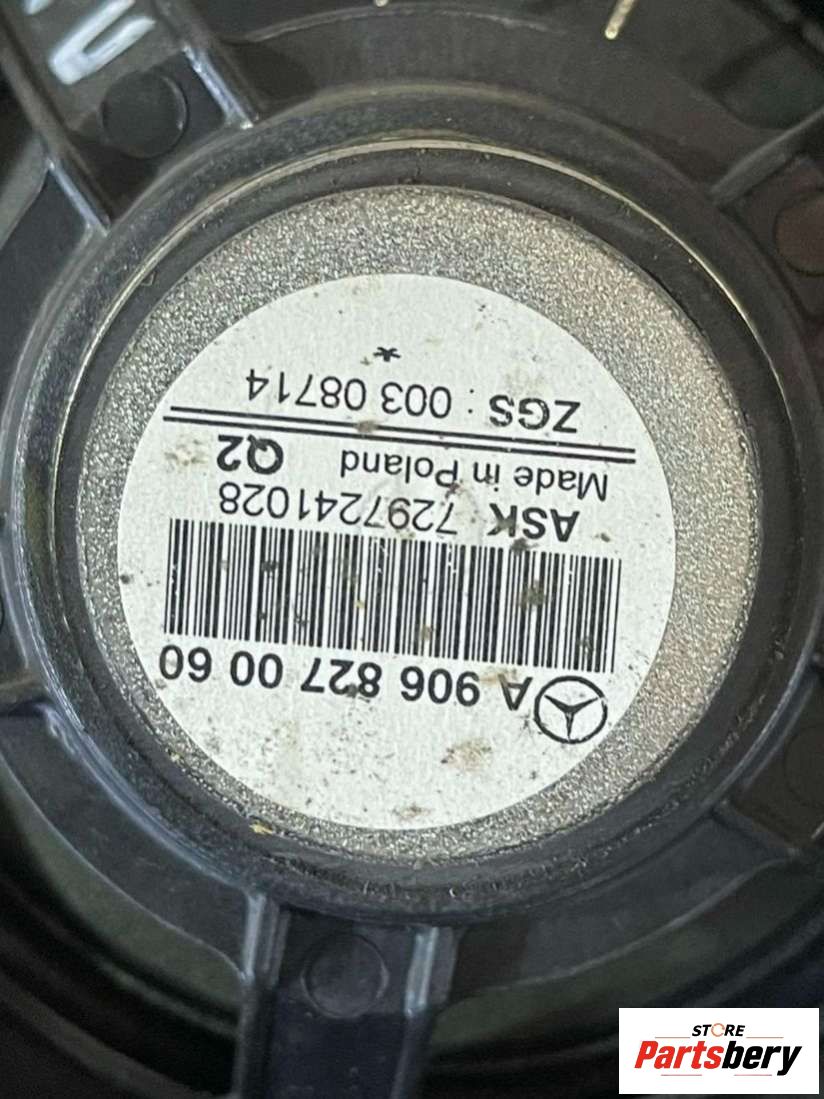 A 906 827 00 60
ASK 7297241028
Made in Poland Q2
ZGS : 003 08714
*
STORE
Partsbery